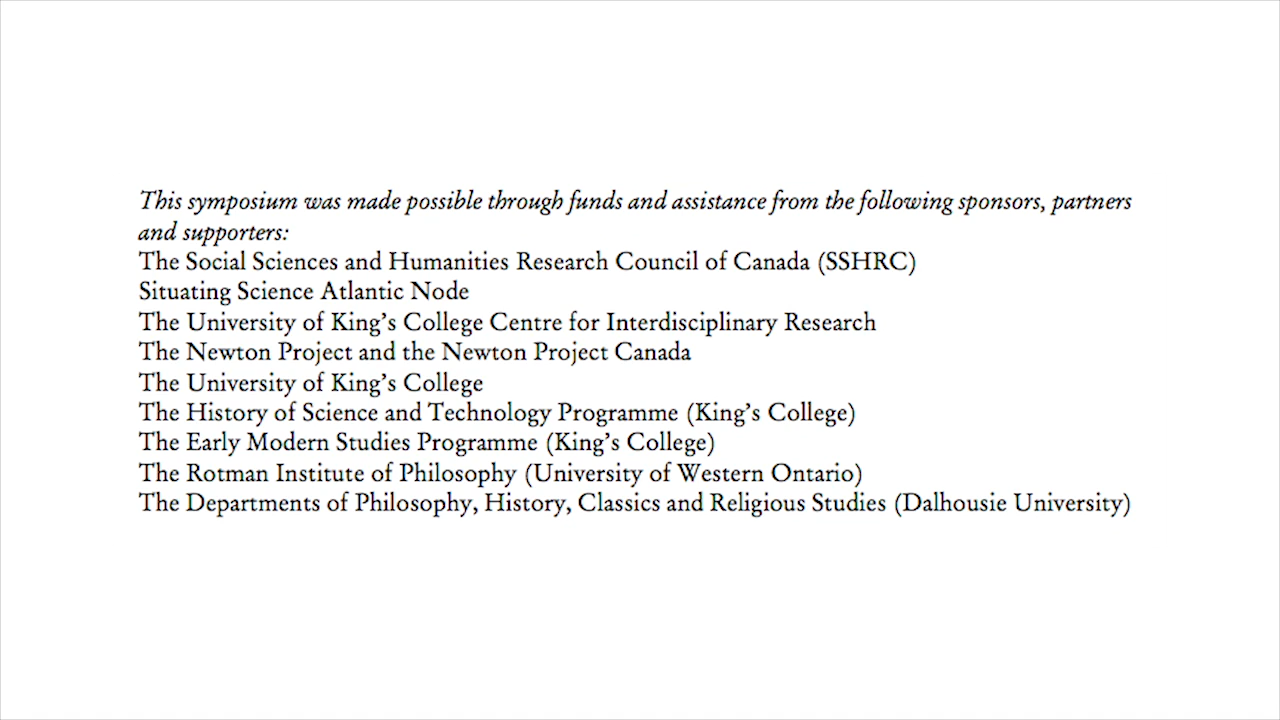 This symposium was made possible through funds and assistance from the following sponsors, partners
and supporters:
The Social Sciences and Humanities Research Council of Canada (SSHRC)
Situating Science Atlantic Node
The University of King’s College Centre for Interdisciplinary Research
The Newton Project and the Newton Project Canada
The University of King’s College
The History of Science and Technology Programme (King’s College)
The Early Modern Studies Programme (King’s College)
The Rotman Institute of Philosophy (University of Western Ontario)
The Departments of Philosophy, History, Classics and Religious Studies (Dalhousie University)